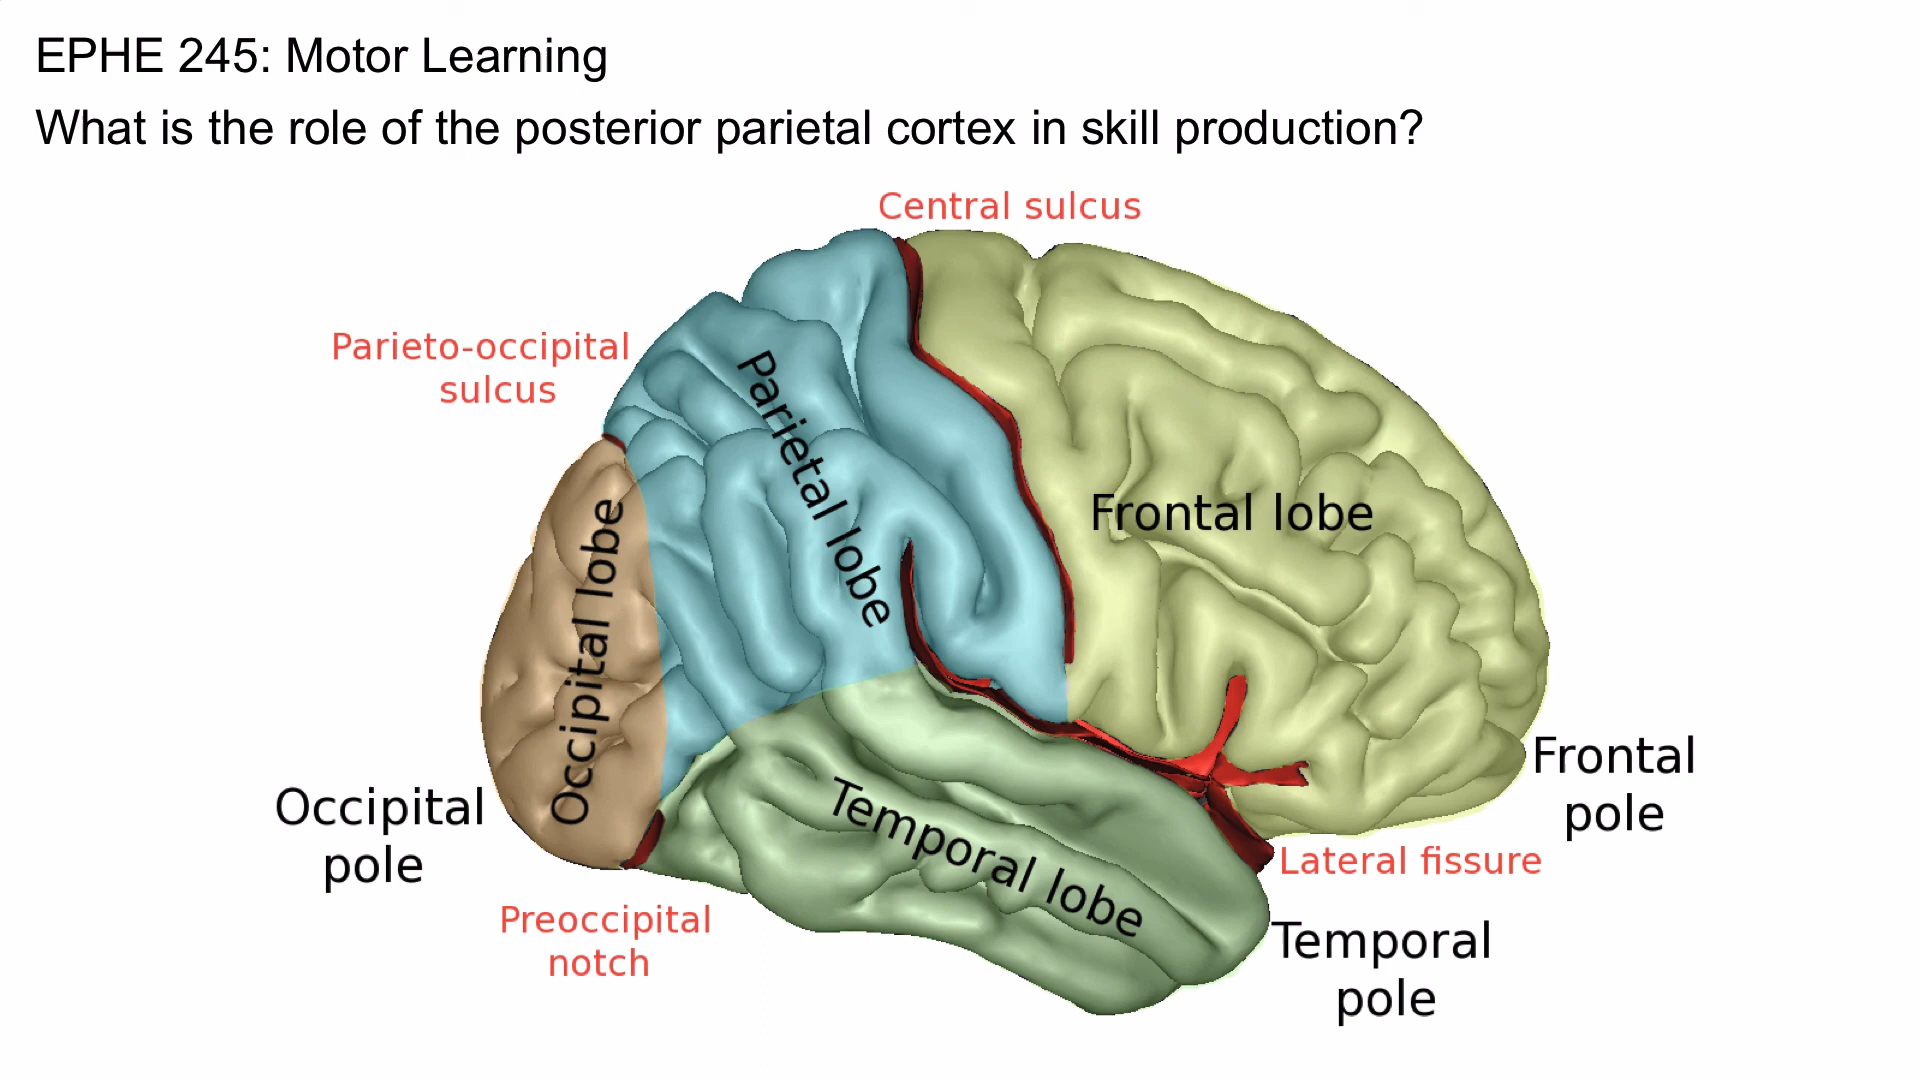 EPHE 245: Motor Learning
What is the role of the posterior parietal cortex in skill production?
Central sulcus
Parieto-occipital
sulcus
Parietal lobe
Frontal lobe
Occipital lobe
Occipital
pole
Frontal
pole
Temporal lobe
Lateral fissure
Preoccipital
notch
Temporal
pole